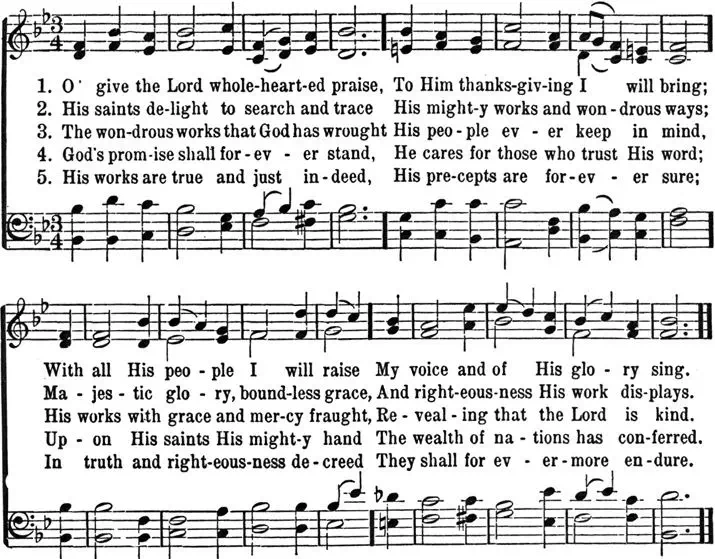 3 4
1. O' give the Lord whole-heart-ed praise, To Him thanks-giv-ing I will bring;
2. His saints de-light to search and trace His might-y works and won-drous ways;
3. The won-drous works that God has wrought His peo-ple ev-er keep in mind,
4. God's prom-ise shall for-ev-er stand, He cares for those who trust His word;
5. His works are true and just in-deed, His pre-cepts are for-ev-er sure;
3 4
With all His peo-ple I will raise My voice and of His glo-ry sing.
Ma-jes-tic glo-ry, bound-less grace, And right-eous-ness His work dis-plays.
His works with grace and mer-cy fraught, Re-veal-ing that the Lord is kind.
Up-on His saints His might-y hand The wealth of na-tions has con-ferred.
In truth and right-eous-ness de-creed They shall for ev-er-more en-dure.